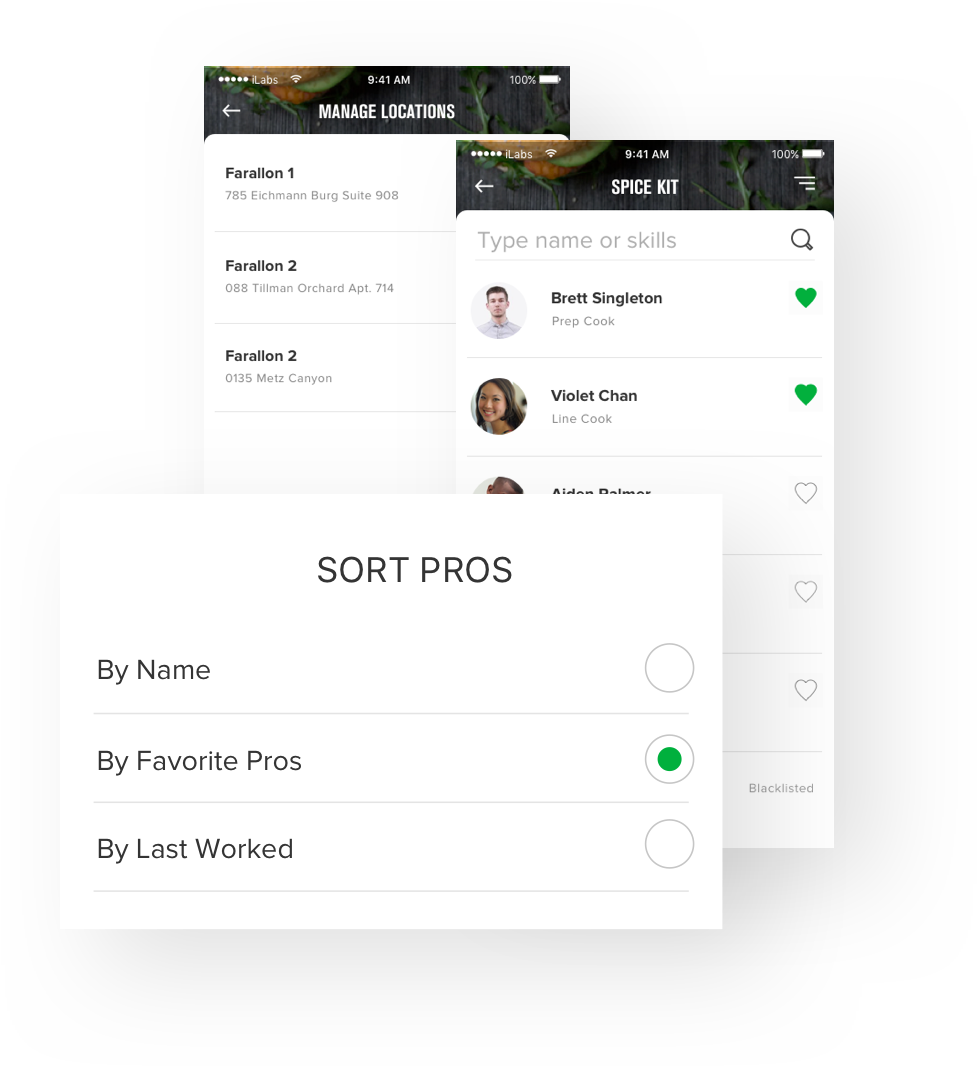 iLabs 9:41 AM 100%
MANAGE LOCATIONS
Farallon 1
785 Eichmann Burg Suite 908
Farallon 2
088 Tillman Orchard Apt. 714
Farallon 2
0135 Metz Canyon
iLabs 9:41 AM 100%
SPICE KIT
Type name or skills
Brett Singleton
Prep Cook
Violet Chan
Line Cook
Aiden Palmer
Blacklisted
SORT PROS
By Name
By Favorite Pros
By Last Worked